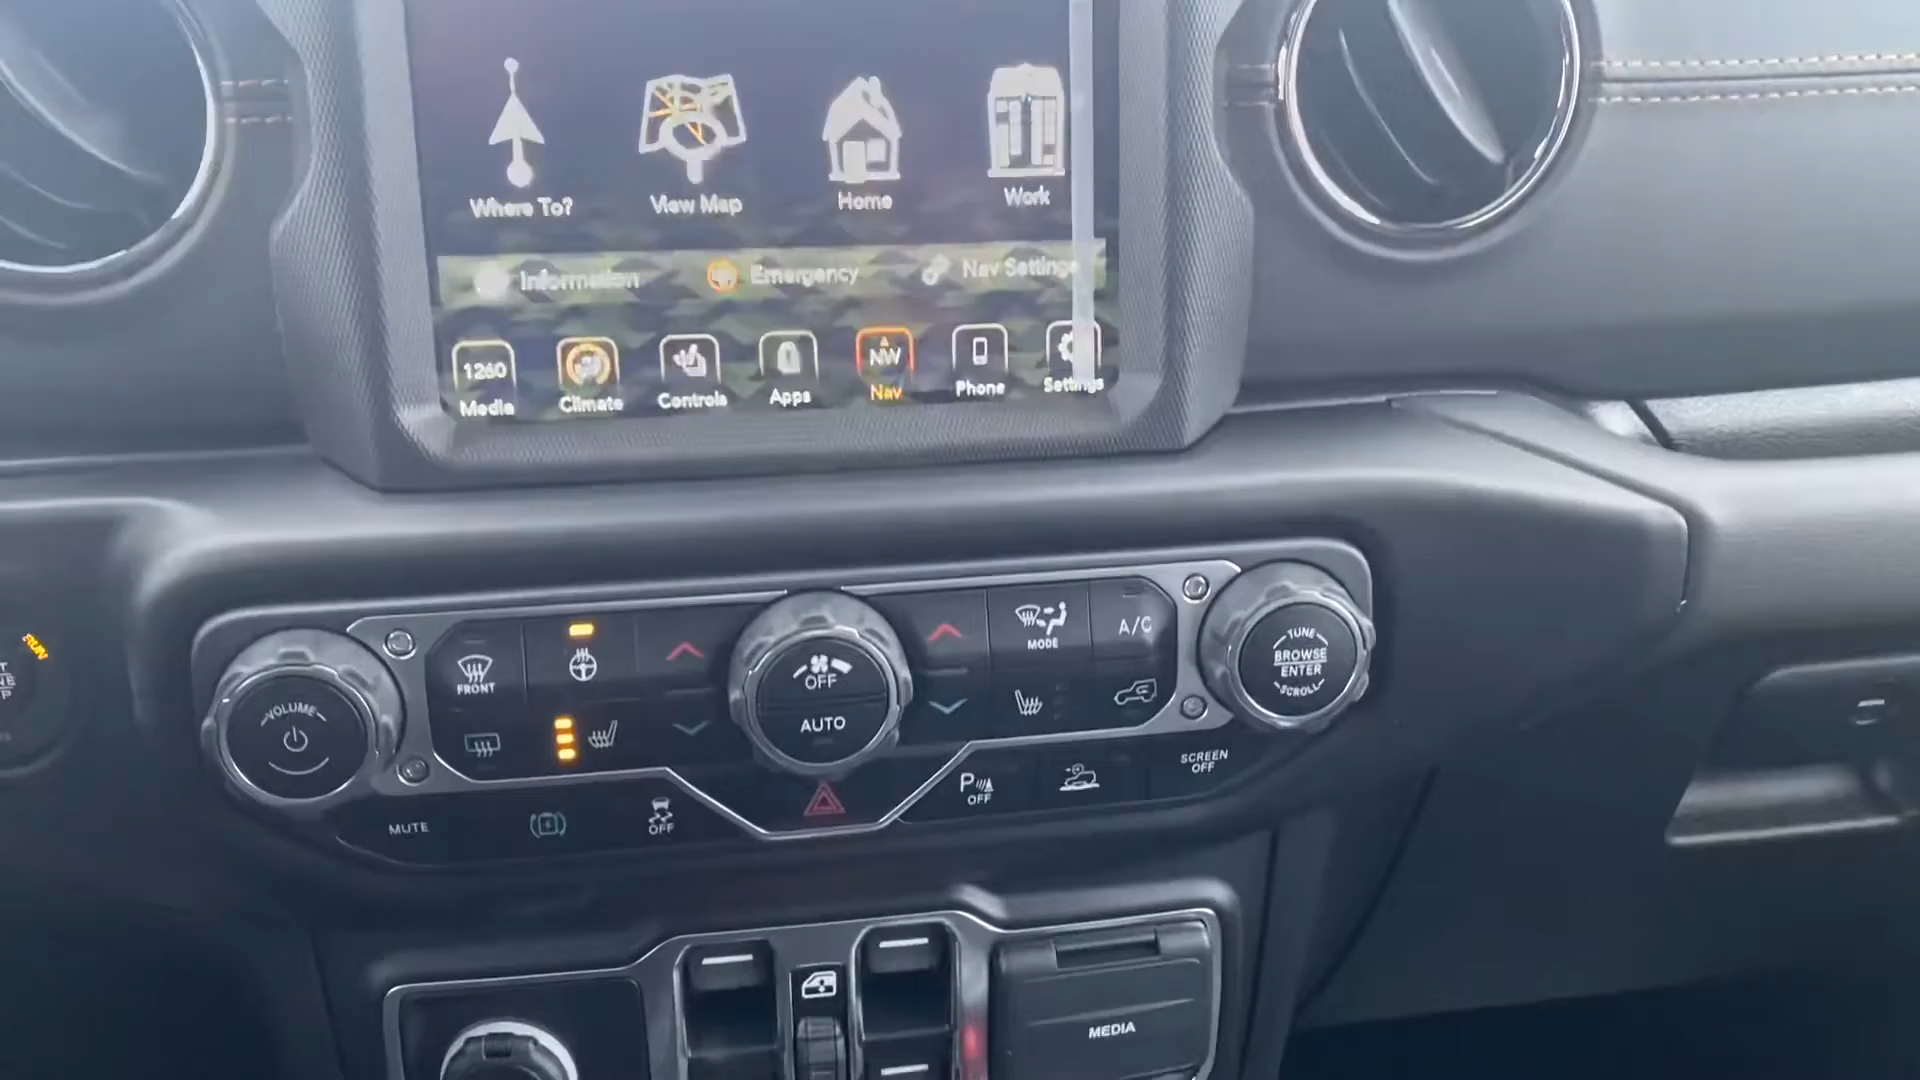 Where To?
View Map
Home
Work
Information
Emergency
Nav Settings
1260
NW
Media
Climate
Controls
Apps
Nav
Phone
Settings
RUN
FRONT
VOLUME
OFF
AUTO
MODE
A/C
TUNE
BROWSE
ENTER
SCROLL
MUTE
OFF
P
OFF
SCREEN
OFF
MEDIA